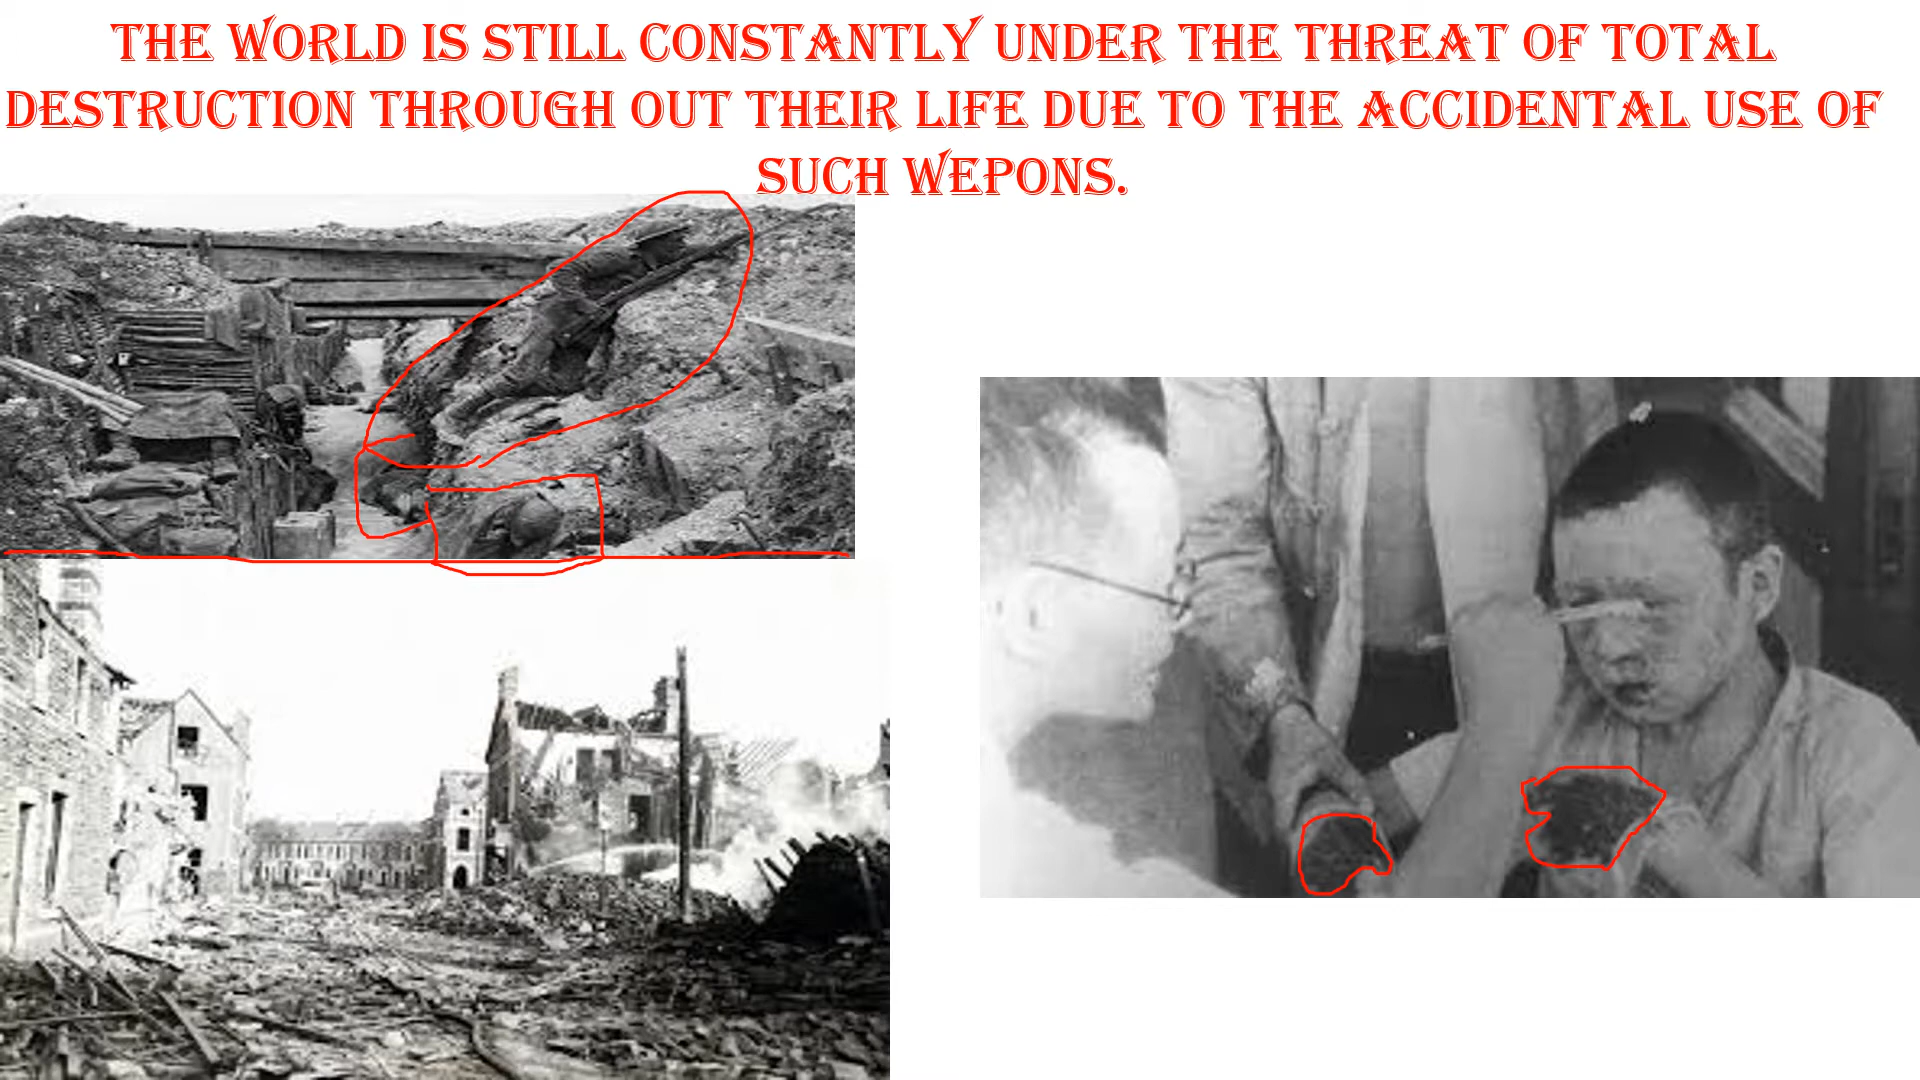 THE WORLD IS STILL CONSTANTLY UNDER THE THREAT OF TOTAL
DESTRUCTION THROUGH OUT THEIR LIFE DUE TO THE ACCIDENTAL USE OF
SUCH WEPONS.